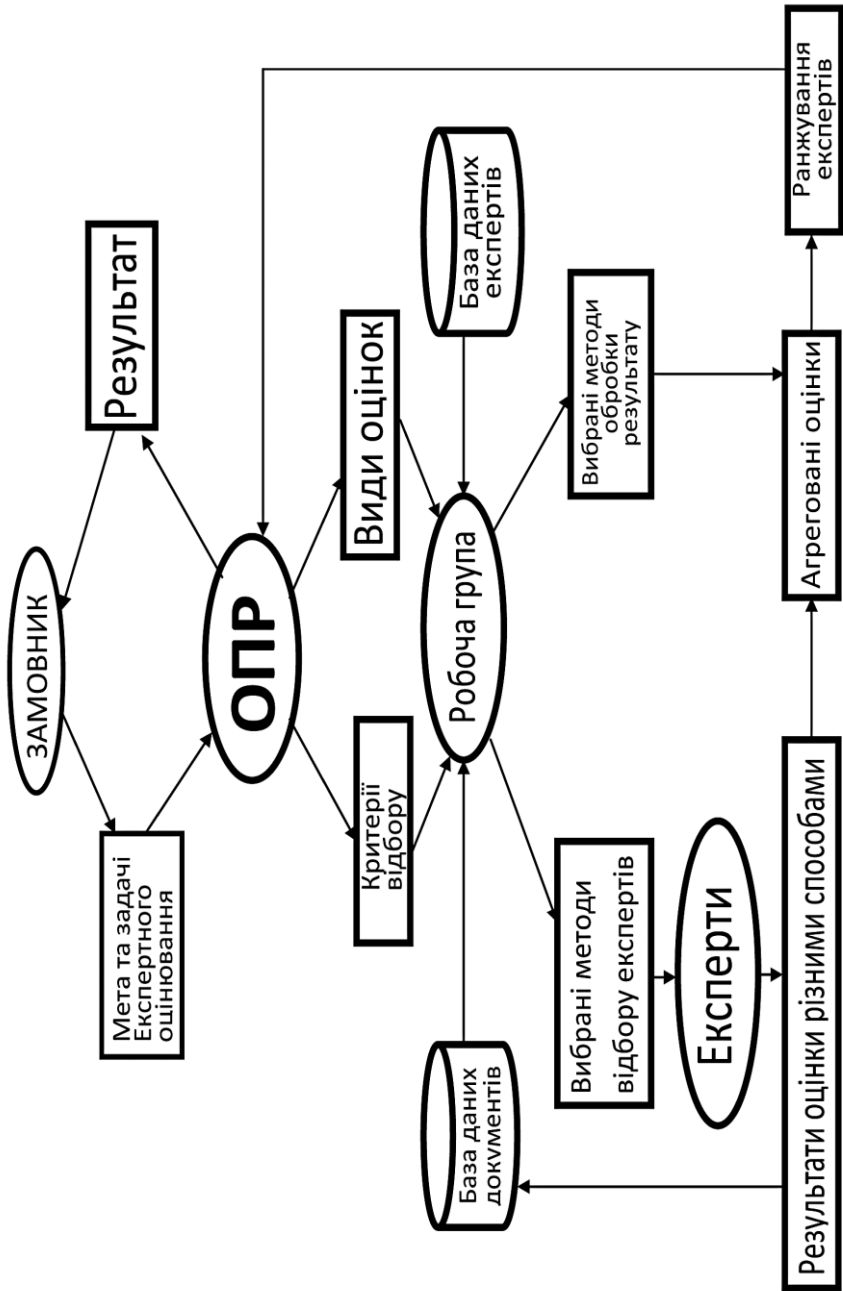 ЗАМОВНИК
Мета та задачі
Експертного
оцінювання
Результат
ОПР
Критерії
відбору
Види оцінок
База даних
документів
Робоча група
База даних
експертів
Вибрані методи
відбору експертів
Вибрані методи
обробки
результату
Експерти
Результати оцінки різними способами
Агреговані оцінки
Ранжування
експертів